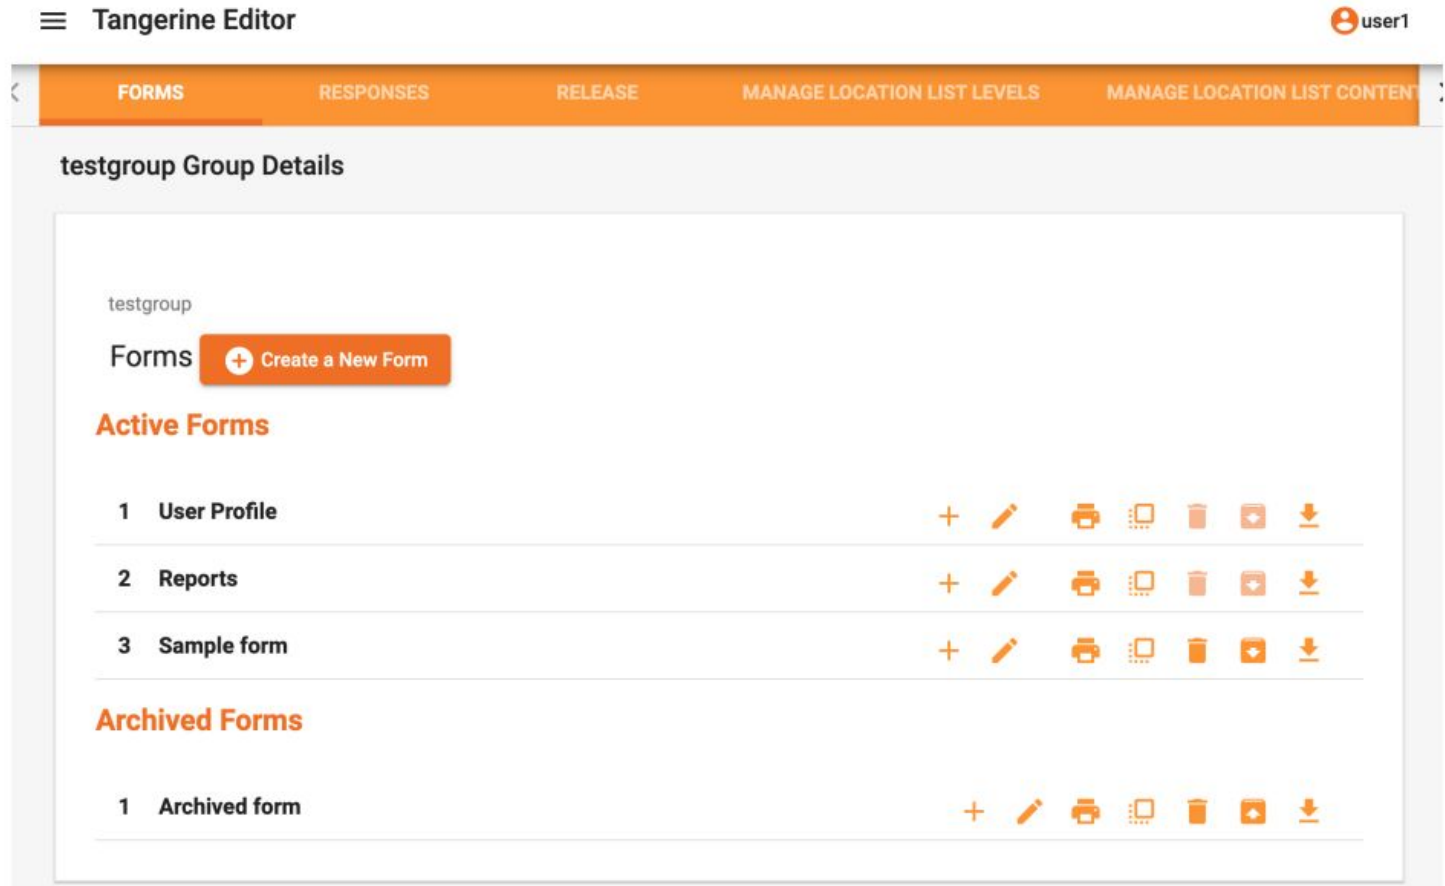 Tangerine Editor
user1
FORMS RESPONSES RELEASE MANAGE LOCATION LIST LEVELS MANAGE LOCATION LIST CONTENT
testgroup Group Details
testgroup
Forms Create a New Form
Active Forms
1 User Profile
2 Reports
3 Sample form
Archived Forms
1 Archived form